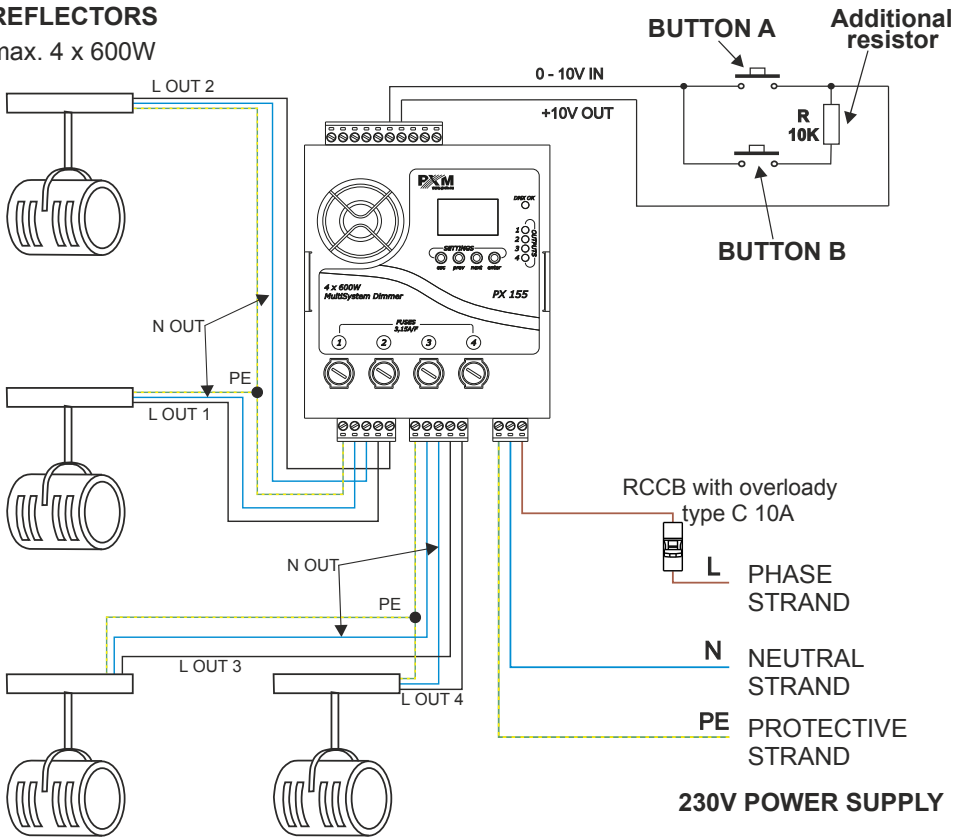 REFLECTORS
max. 4 x 600W
BUTTON A
Additional
resistor
L OUT 2
0 - 10V IN
+10V OUT
R
10K
BUTTON B
PXM
DMX OK
1
2
3
4
OUTPUTS
SETTINGS
esc prev next enter
4 x 600W
MultiSystem Dimmer
PX 155
FUSES
3,15A/F
1 2 3 4
N OUT
PE
L OUT 1
RCCB with overloady
type C 10A
N OUT
L
PHASE
STRAND
PE
N
NEUTRAL
STRAND
L OUT 3
L OUT 4
PE
PROTECTIVE
STRAND
230V POWER SUPPLY